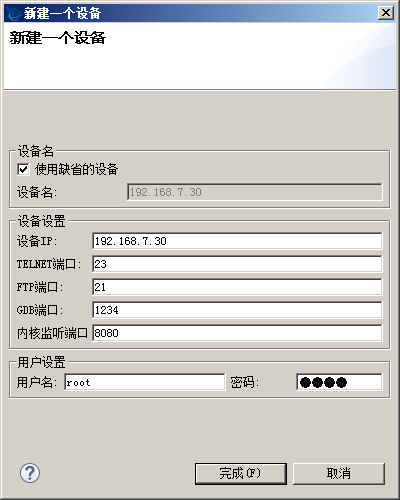 新建一个设备
新建一个设备
设备名
使用缺省的设备
设备名: 192.168.7.30
设备设置
设备IP: 192.168.7.30
TELNET端口: 23
FTP端口: 21
GDB端口: 1234
内核监听端口 8080
用户设置
用户名: root 密码: ●●●●
? 完成(F) 取消